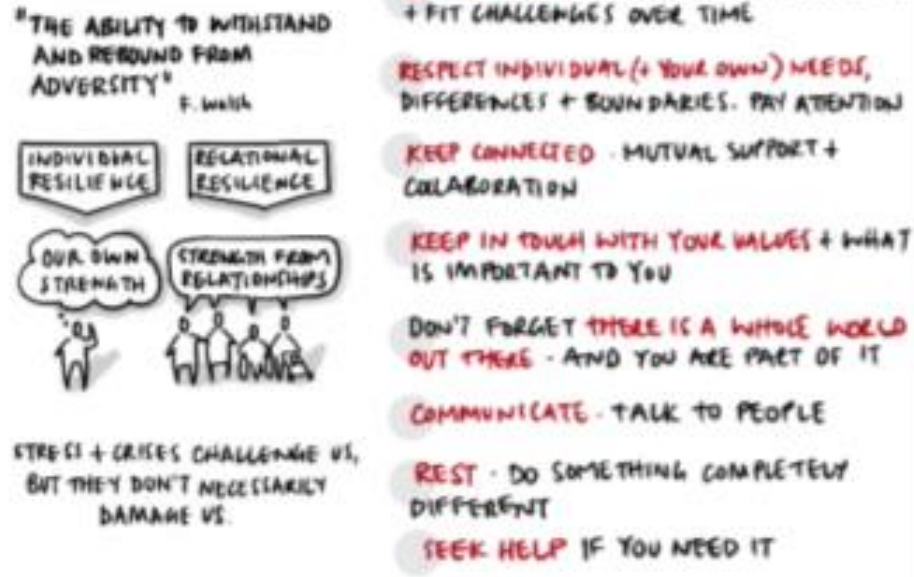 "THE ABILITY TO WITHSTAND
AND REBOUND FROM
ADVERSITY"
F. Walsh
INDIVIDUAL
RESILIENCE
RELATIONAL
RESILIENCE
OUR OWN
STRENGTH
STRENGTH FROM
RELATIONSHIPS
STRESS + CRISES CHALLENGE US,
BUT THEY DON'T NECESSARILY
DAMAGE US.
+ FIT CHALLENGES OVER TIME
RESPECT INDIVIDUAL (+ YOUR OWN) NEEDS,
DIFFERENCES + BOUNDARIES. PAY ATTENTION
KEEP CONNECTED · MUTUAL SUPPORT +
COLLABORATION
KEEP IN TOUCH WITH YOUR VALUES + WHAT
IS IMPORTANT TO YOU
DON'T FORGET THERE IS A WHOLE WORLD
OUT THERE · AND YOU ARE PART OF IT
COMMUNICATE · TALK TO PEOPLE
REST · DO SOMETHING COMPLETELY
DIFFERENT
SEEK HELP IF YOU NEED IT